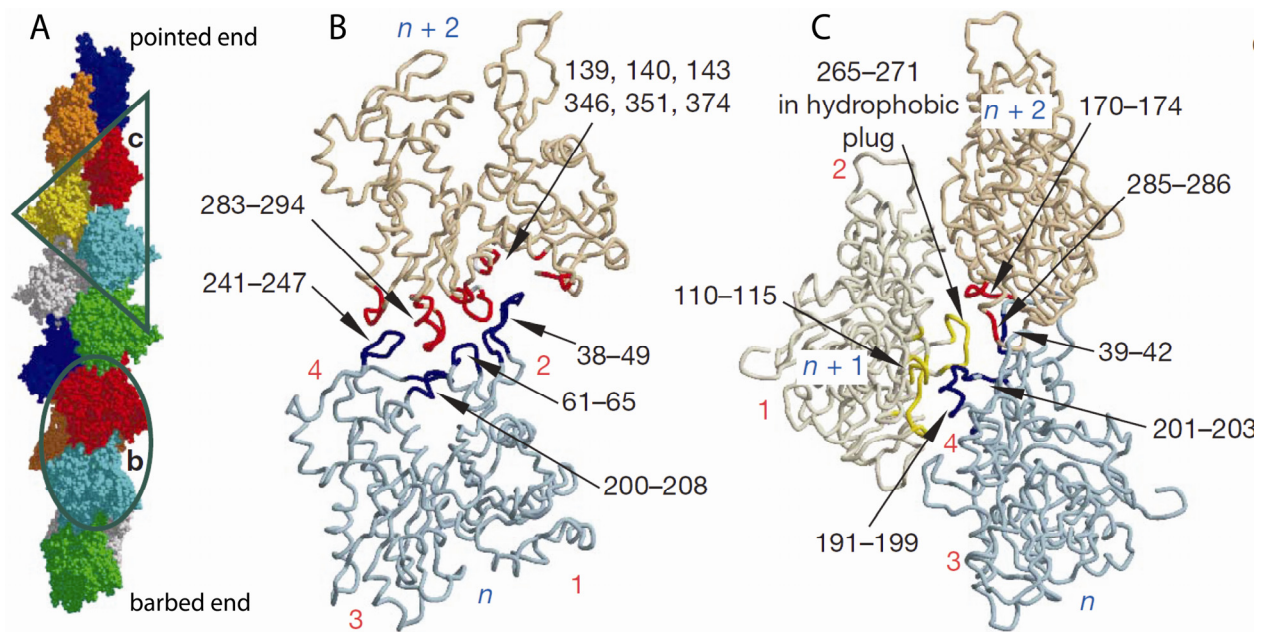 A
pointed end
c
b
barbed end
B
n + 2
139, 140, 143
346, 351, 374
283–294
241–247
4
38–49
2
61–65
200–208
n
1
3
C
265–271
in hydrophobic
plug
n + 2
170–174
2
285–286
110–115
n + 1
39–42
1
4
201–203
191–199
3
n